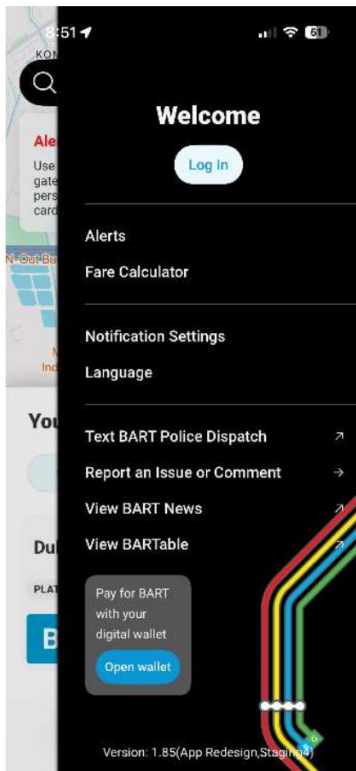 8:51
61
KON
Welcome
Log In
Ale
Use
gate
pers
card
Alerts
Fare Calculator
N-Out Bu
Notification Settings
Language
Ind
You
Text BART Police Dispatch
Report an Issue or Comment
View BART News
View BARTable
Dul
PLAT
B
Pay for BART
with your
digital wallet
Open wallet
Version: 1.85(App Redesign,Staging4)